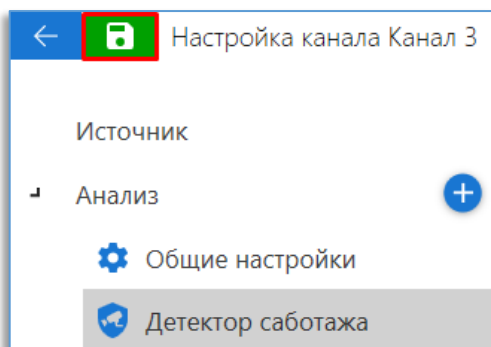 Настройка канала Канал 3
Источник
Анализ
Общие настройки
Детектор саботажа